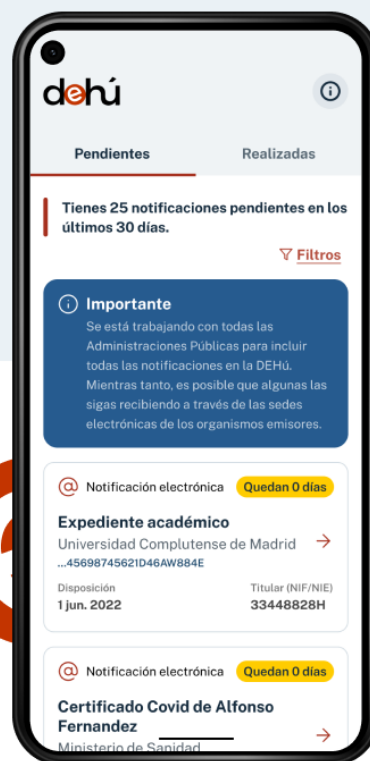 dehú
Pendientes
Realizadas
Tienes 25 notificaciones pendientes en los
últimos 30 días.
Filtros
Importante
Se está trabajando con todas las
Administraciones Públicas para incluir
todas las notificaciones en la DEHú.
Mientras tanto, es posible que algunas las
sigas recibiendo a través de las sedes
electrónicas de los organismos emisores.
Notificación electrónica Quedan 0 días
Expediente académico
Universidad Complutense de Madrid
...45698745621D46AW884E
Disposición
Titular (NIF/NIE)
1 jun. 2022
33448828H
Notificación electrónica Quedan 0 días
Certificado Covid de Alfonso
Fernandez
Ministerio de Sanidad